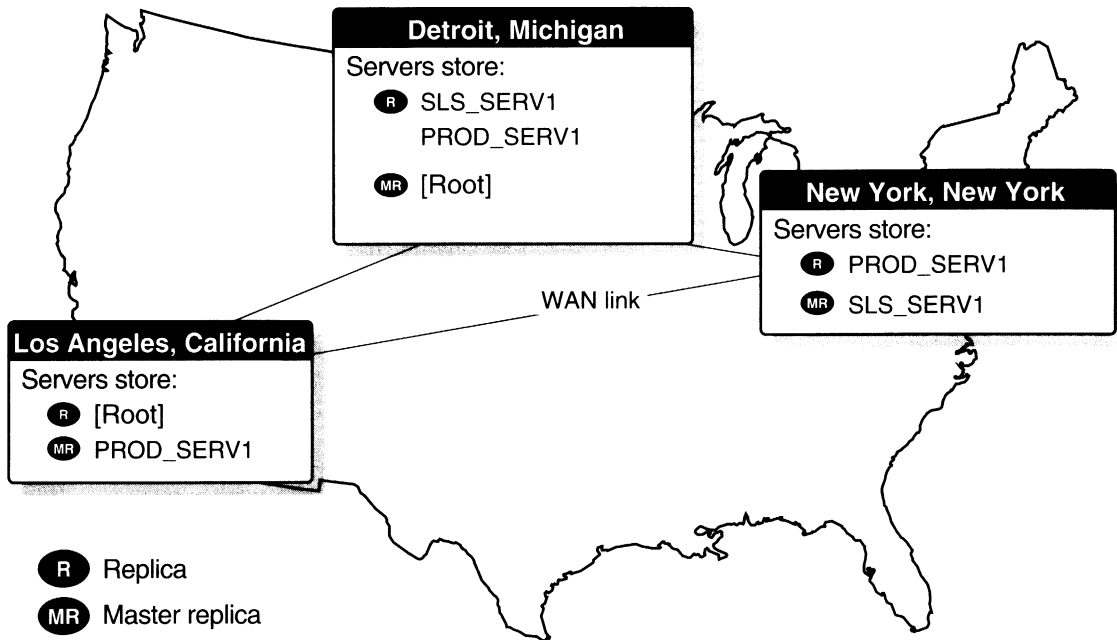 Detroit, Michigan
Servers store:
R SLS_SERV1
PROD_SERV1
MR [Root]
New York, New York
Servers store:
R PROD_SERV1
MR SLS_SERV1
WAN link
Los Angeles, California
Servers store:
R [Root]
MR PROD_SERV1
R Replica
MR Master replica